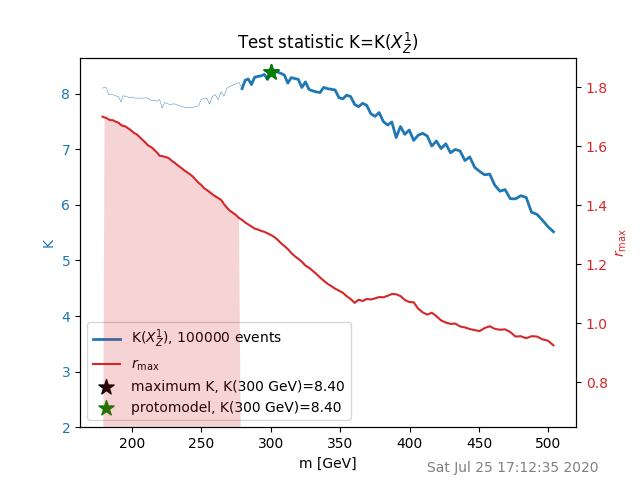 Test statistic K=K(X_Z^1)
8
7
6
5
4
3
2
K
1.8
1.6
1.4
1.2
1.0
0.8
r_max
K(X_Z^1), 100000 events
r_max
maximum K, K(300 GeV)=8.40
protomodel, K(300 GeV)=8.40
200 250 300 350 400 450 500
m [GeV]
Sat Jul 25 17:12:35 2020